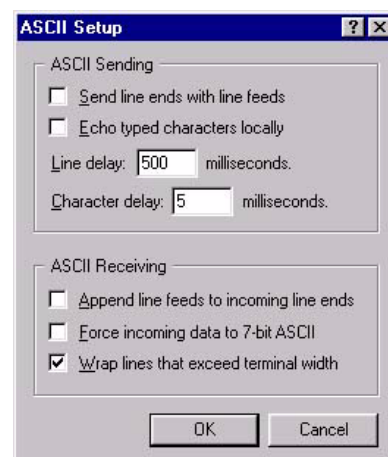 ASCII Setup
ASCII Sending
Send line ends with line feeds
Echo typed characters locally
Line delay: 500 milliseconds.
Character delay: 5 milliseconds.
ASCII Receiving
Append line feeds to incoming line ends
Force incoming data to 7-bit ASCII
Wrap lines that exceed terminal width
OK Cancel